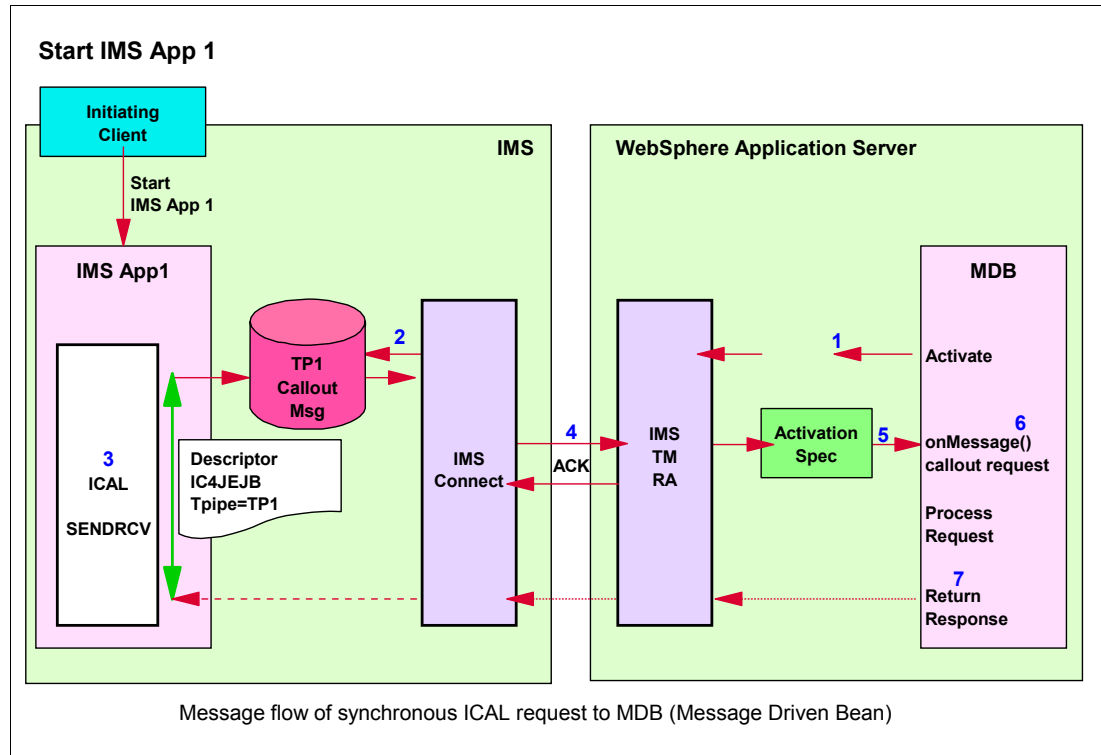 Start IMS App 1
Initiating
Client
IMS
WebSphere Application Server
Start
IMS App 1
IMS App1
MDB
TP1
Callout
Msg
2
1
Activate
3
ICAL
SENDRCV
Descriptor
IC4JEJB
Tpipe=TP1
IMS
Connect
4
ACK
IMS
TM
RA
Activation
Spec
5
6
onMessage()
callout request
Process
Request
7
Return
Response
Message flow of synchronous ICAL request to MDB (Message Driven Bean)